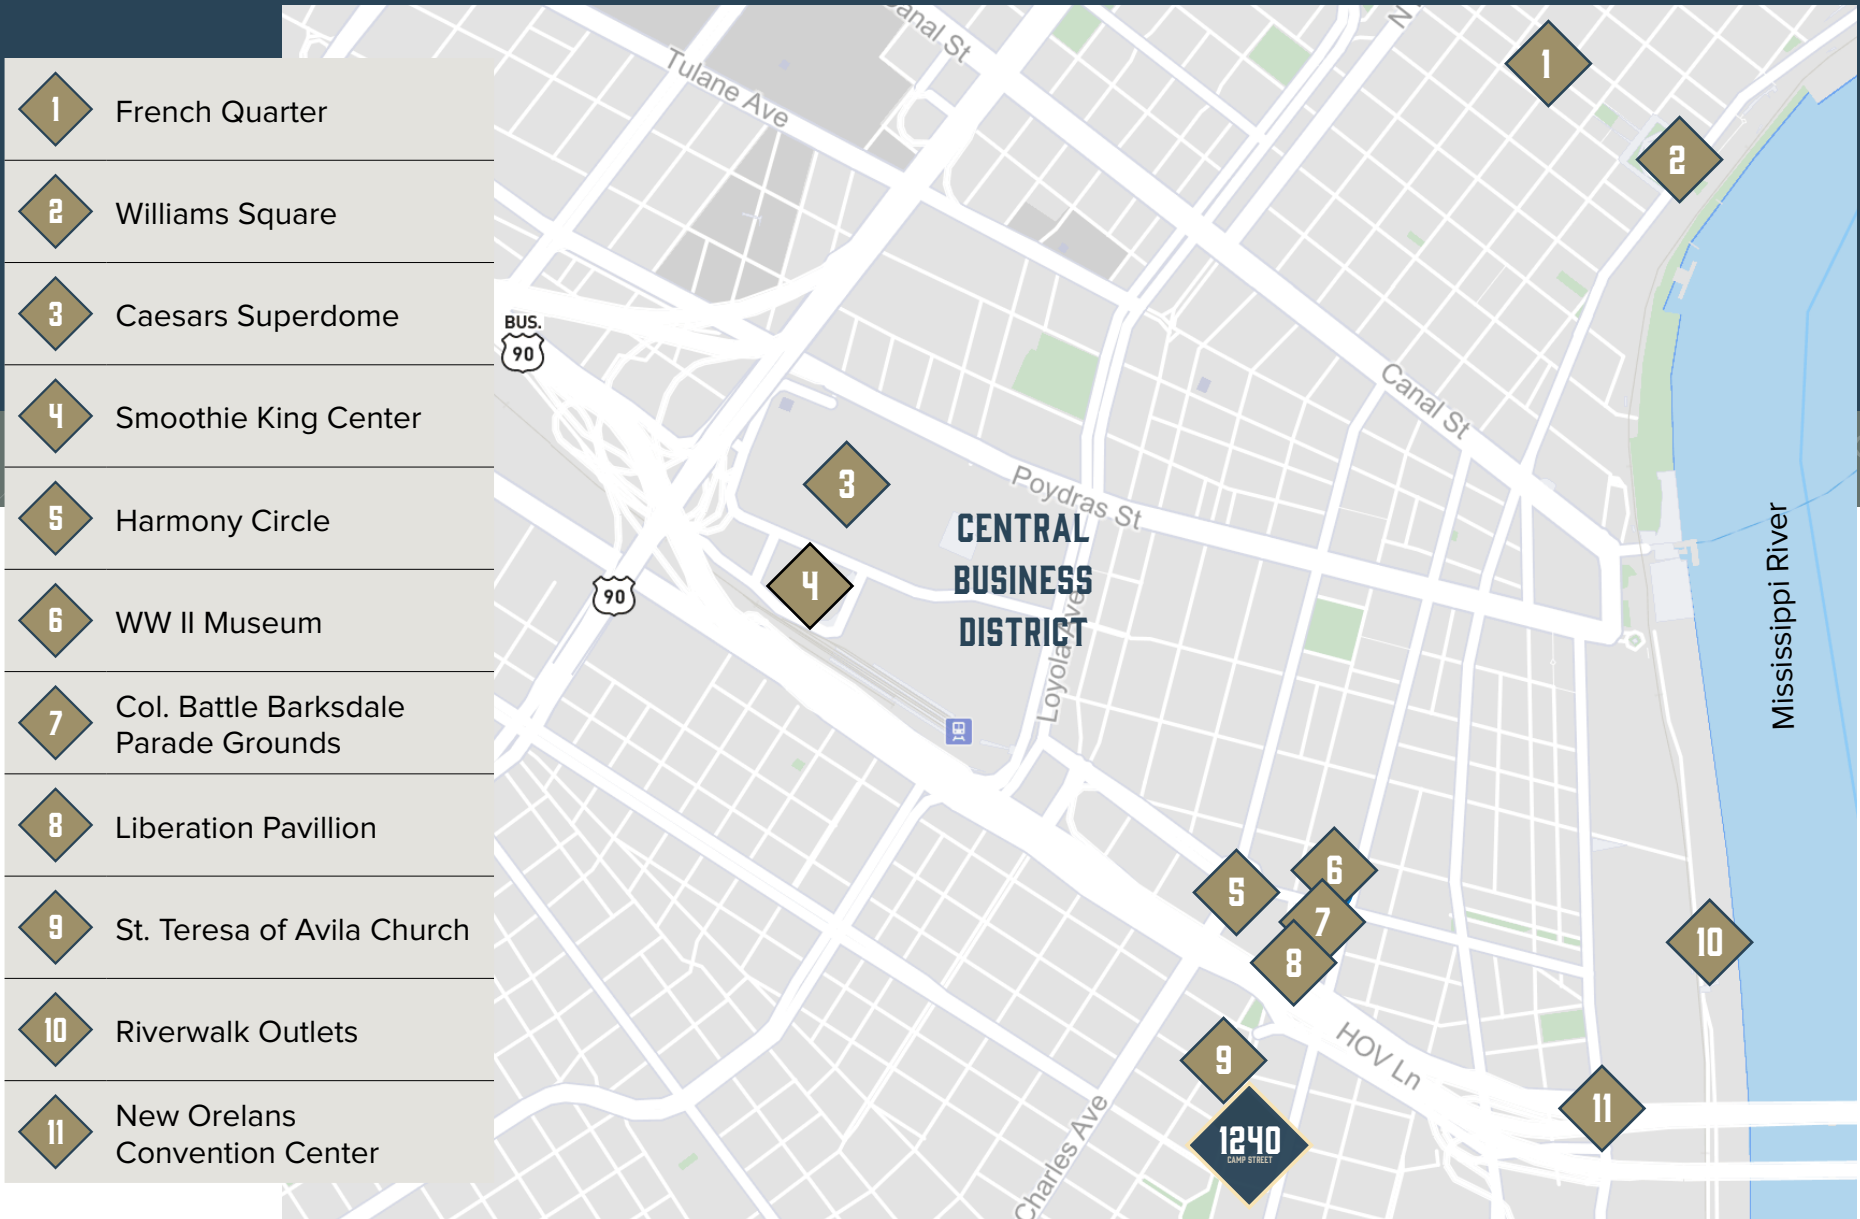 1 French Quarter
2 Williams Square
3 Caesars Superdome
4 Smoothie King Center
5 Harmony Circle
6 WW II Museum
7 Col. Battle Barksdale
Parade Grounds
8 Liberation Pavillion
9 St. Teresa of Avila Church
10 Riverwalk Outlets
11 New Orelans
Convention Center
Canal St
N
1
Tulane Ave
2
BUS.
90
Canal St
3
Poydras St
CENTRAL
BUSINESS
DISTRICT
4
90
Loyola Ave
Mississippi River
5
6
7
8
10
9
HOV Ln
11
1240
CAMP STREET
Charles Ave